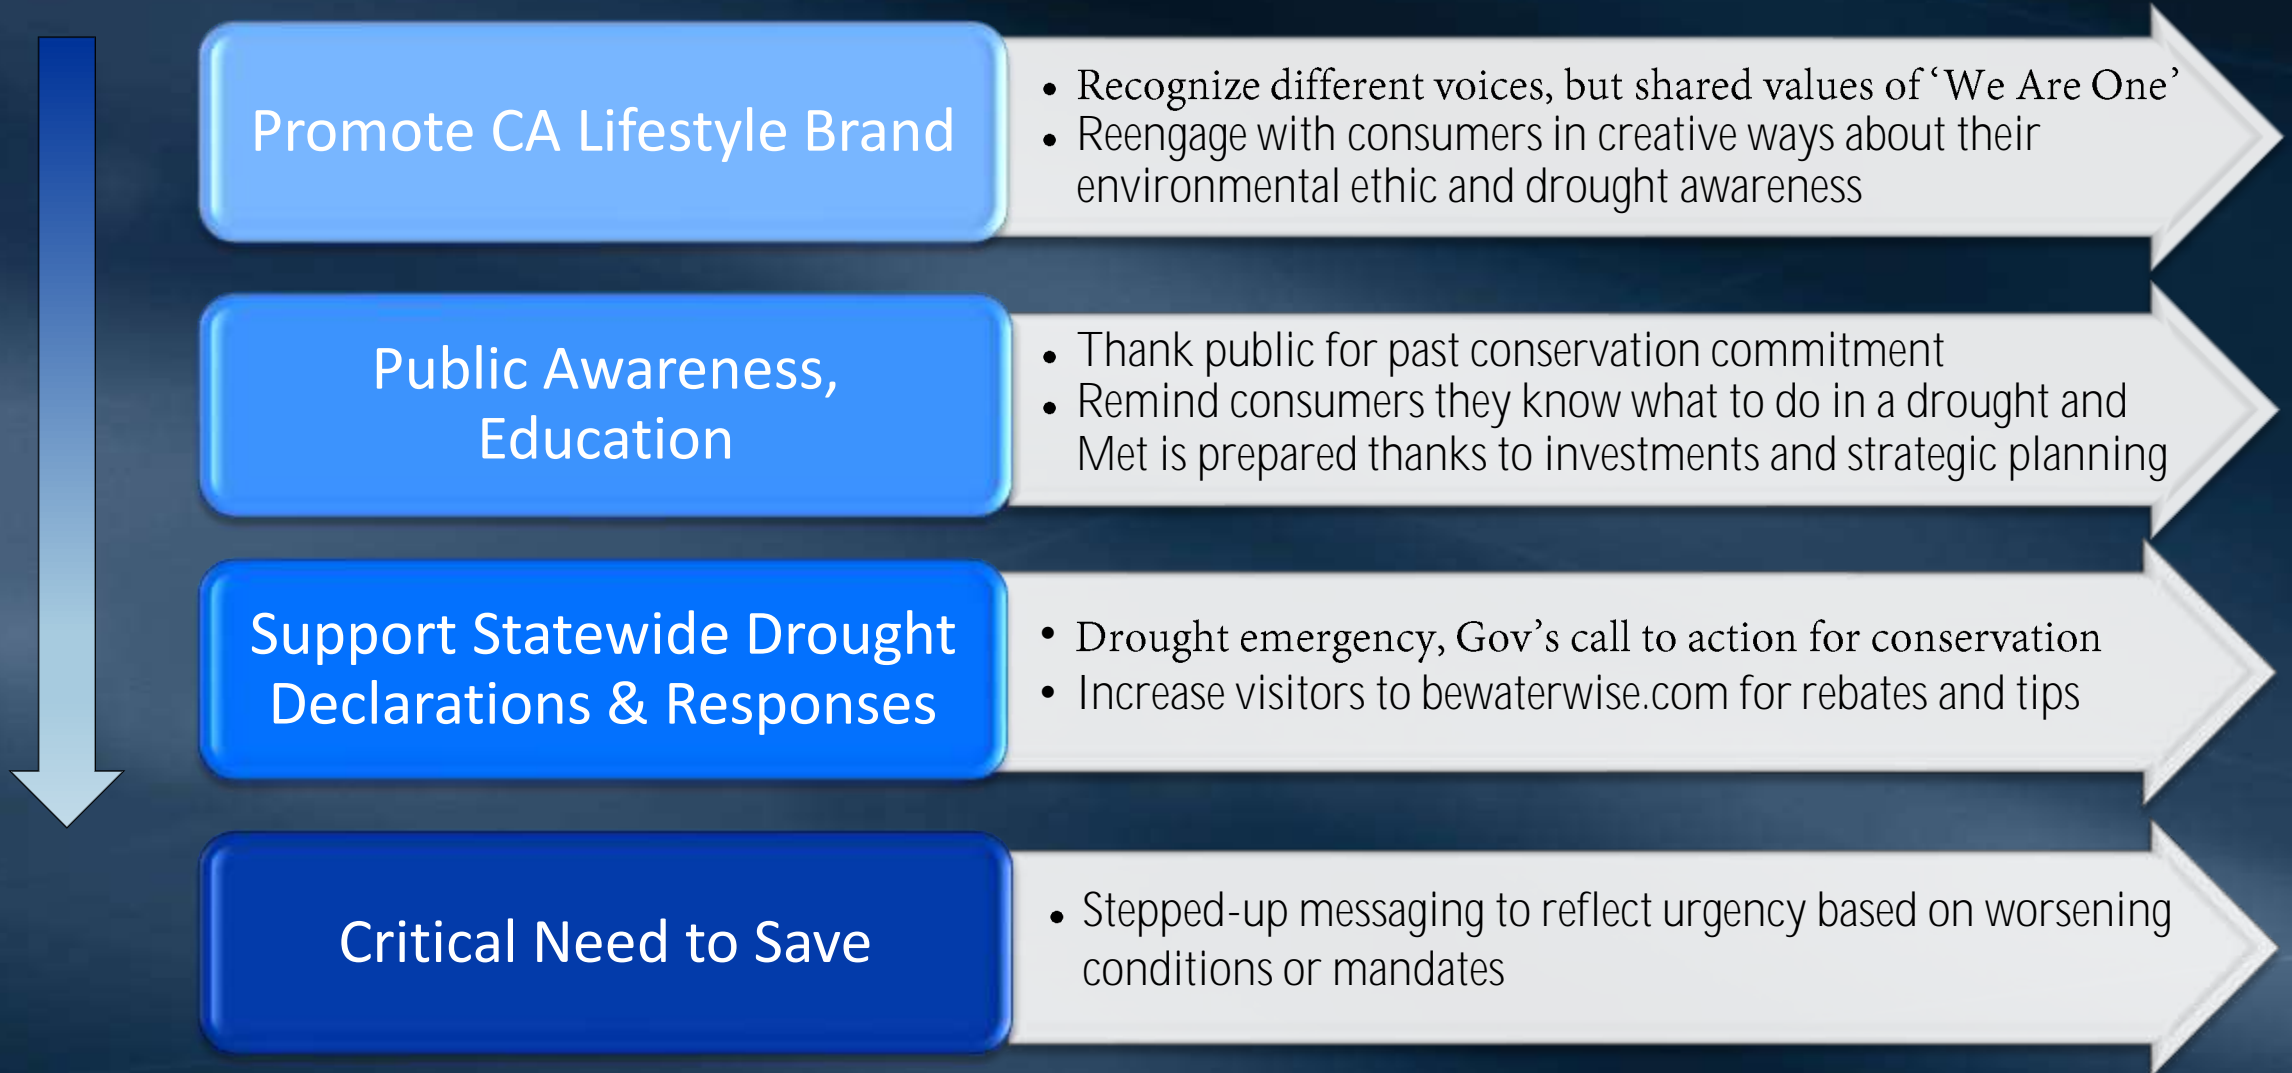 Promote CA Lifestyle Brand
• Recognize different voices, but shared values of ‘We Are One’
• Reengage with consumers in creative ways about their
environmental ethic and drought awareness
Public Awareness,
Education
• Thank public for past conservation commitment
• Remind consumers they know what to do in a drought and
Met is prepared thanks to investments and strategic planning
Support Statewide Drought
Declarations & Responses
• Drought emergency, Gov’s call to action for conservation
• Increase visitors to bewaterwise.com for rebates and tips
Critical Need to Save
• Stepped-up messaging to reflect urgency based on worsening
conditions or mandates